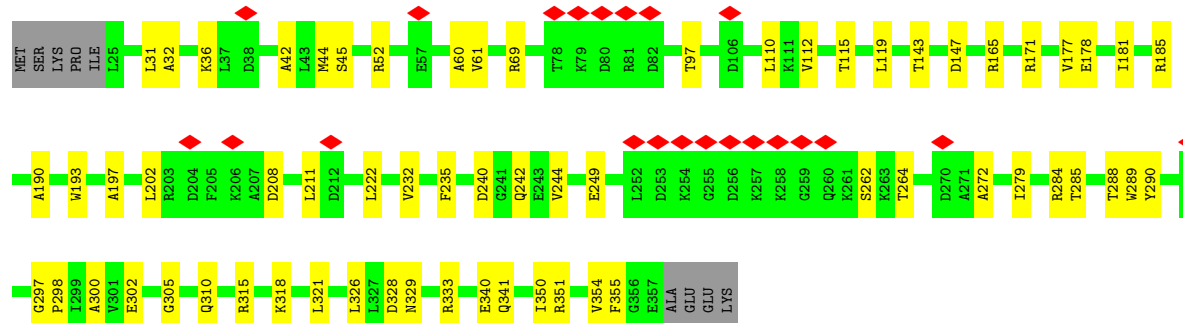 MET SER LYS PRO ILE L25 L31 A32 K36 L37 D38 A42 L43 M44 S45 R52 E57 A60 V61 R69 T78 K79 D80 R81 D82 T97 D106 L110 K111 V112 T115 L119 T143 D147 R165 R171 V177 E178 I181 R185
A190 W193 A197 L202 R203 D204 F205 K206 A207 D208 L211 D212 L222 V232 F235 D240 G241 Q242 E243 V244 E249 L252 D253 K254 G255 D256 K257 K258 G259 Q260 K261 S262 K263 T264 D270 A271 A272 I279 R284 T285 T288 W289 Y290
G297 P298 I299 A300 V301 E302 G305 Q310 R315 K318 L321 L326 L327 D328 N329 R333 E340 Q341 I350 R351 V354 F355 G356 E357 ALA GLU GLU LYS